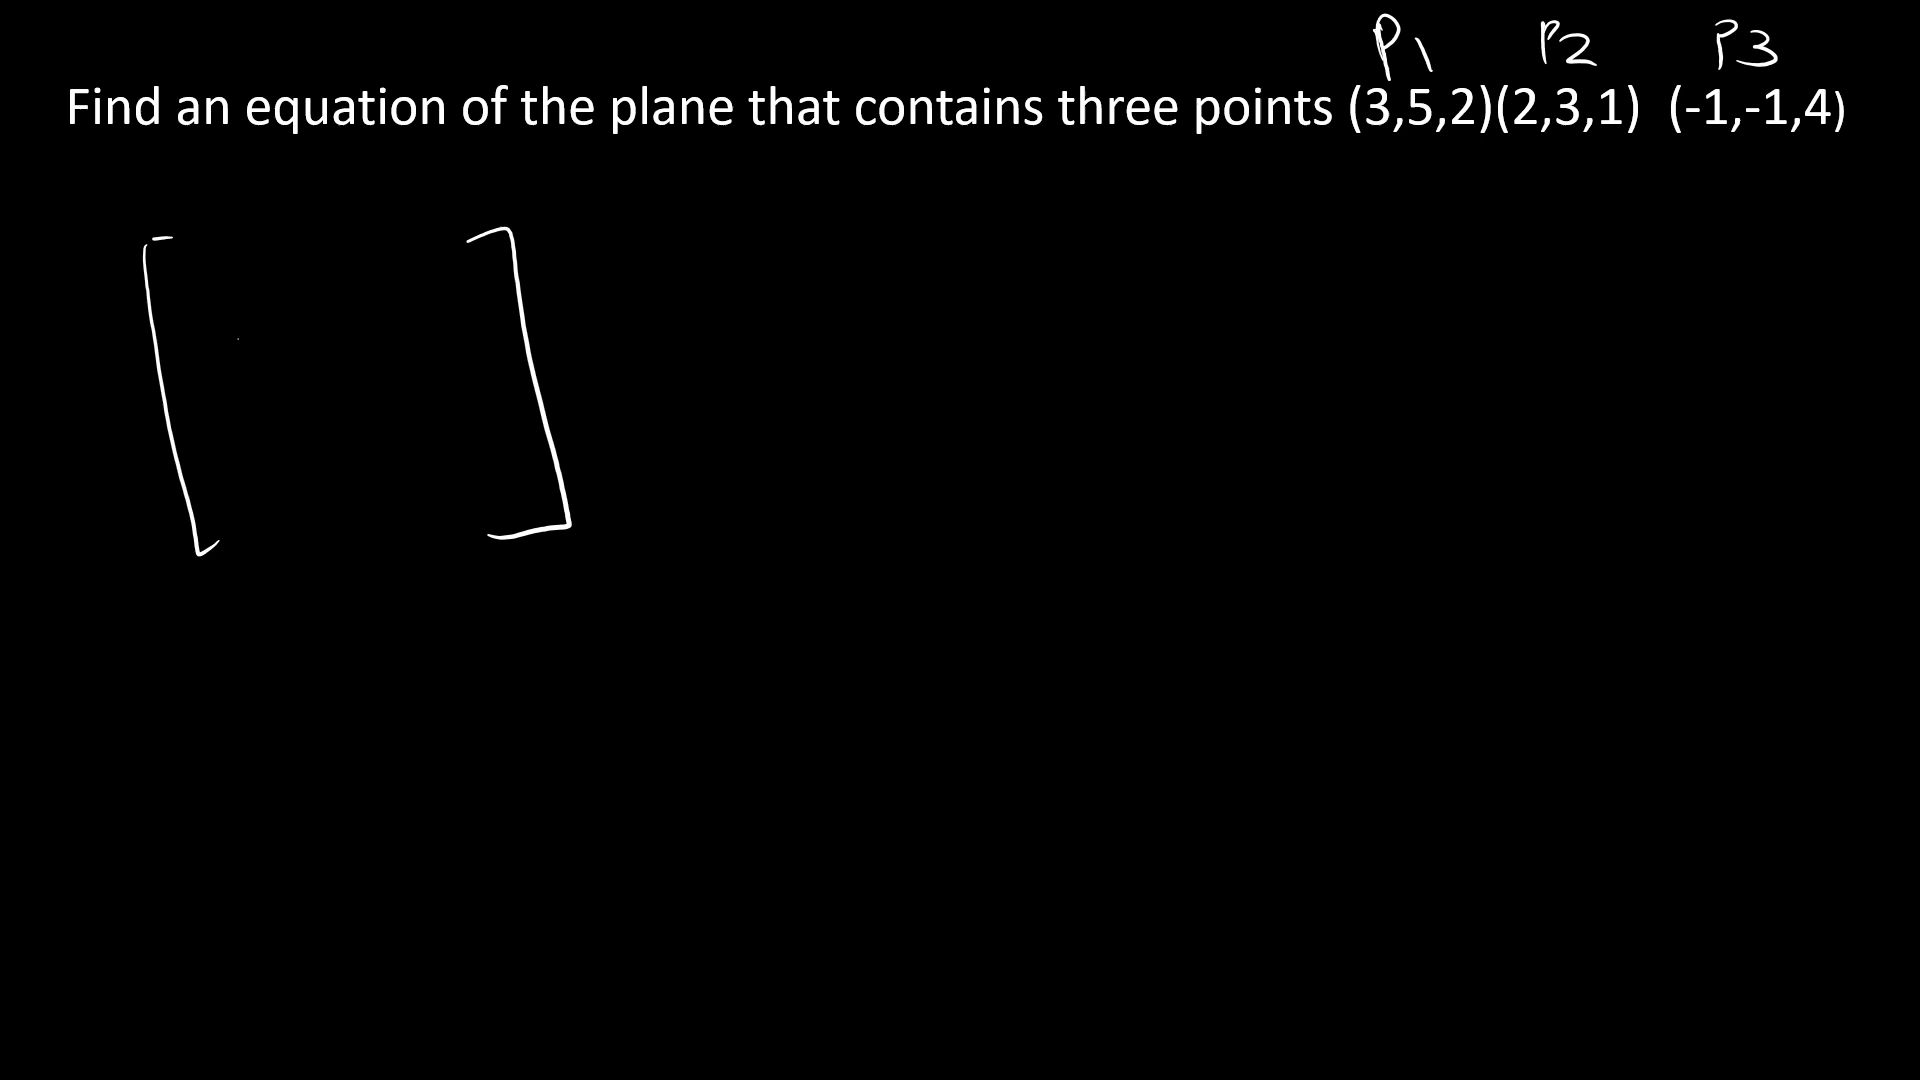 P1 P2 P3
Find an equation of the plane that contains three points (3,5,2)(2,3,1) (-1,-1,4)